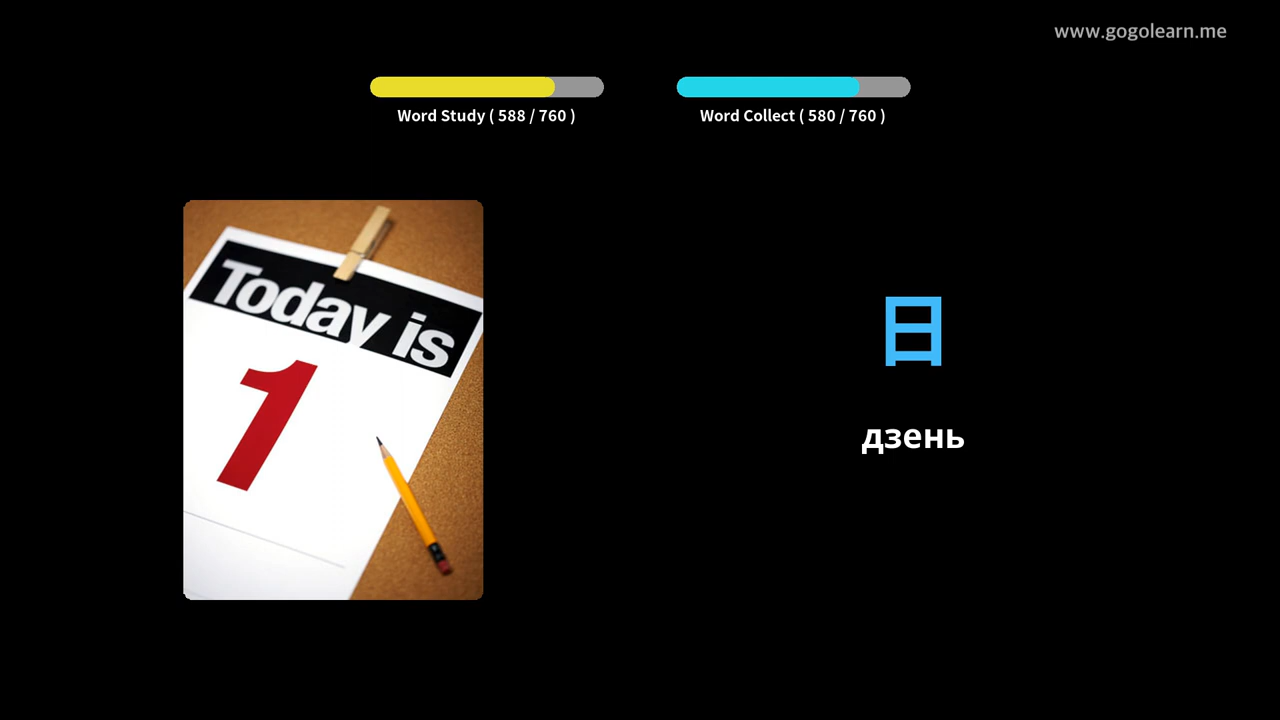 www.gogolearn.me
Word Study ( 588 / 760 )
Word Collect ( 580 / 760 )
Today is
1
日
дзень